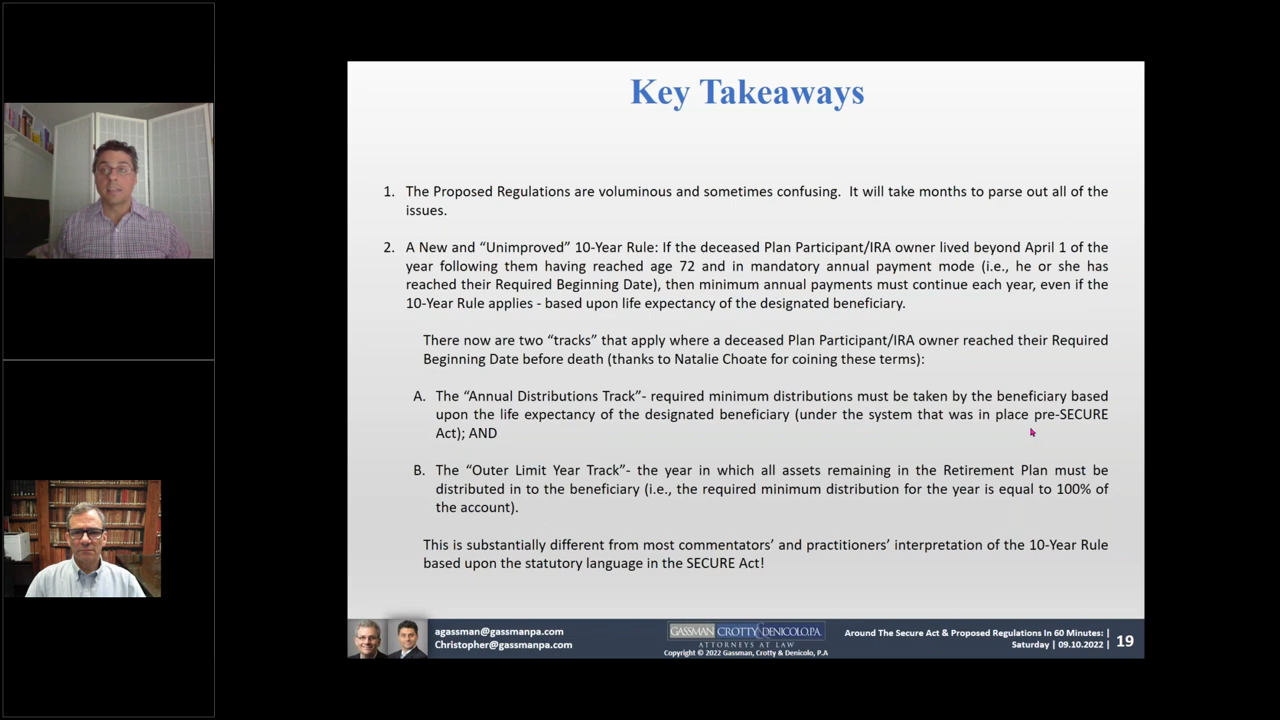 Key Takeaways
1. The Proposed Regulations are voluminous and sometimes confusing. It will take months to parse out all of the
issues.
2. A New and “Unimproved” 10-Year Rule: If the deceased Plan Participant/IRA owner lived beyond April 1 of the
year following them having reached age 72 and in mandatory annual payment mode (i.e., he or she has
reached their Required Beginning Date), then minimum annual payments must continue each year, even if the
10-Year Rule applies - based upon life expectancy of the designated beneficiary.
There now are two “tracks” that apply where a deceased Plan Participant/IRA owner reached their Required
Beginning Date before death (thanks to Natalie Choate for coining these terms):
A. The “Annual Distributions Track”- required minimum distributions must be taken by the beneficiary based
upon the life expectancy of the designated beneficiary (under the system that was in place pre-SECURE
Act); AND
B. The “Outer Limit Year Track”- the year in which all assets remaining in the Retirement Plan must be
distributed in to the beneficiary (i.e., the required minimum distribution for the year is equal to 100% of
the account).
This is substantially different from most commentators’ and practitioners’ interpretation of the 10-Year Rule
based upon the statutory language in the SECURE Act!
agassman@gassmanpa.com
Christopher@gassmanpa.com
GASSMAN CROTTY & DENICOLO, P.A.
ATTORNEYS AT LAW
Copyright © 2022 Gassman, Crotty & Denicolo, P.A
Around The Secure Act & Proposed Regulations In 60 Minutes: |
Saturday | 09.10.2022 |
19